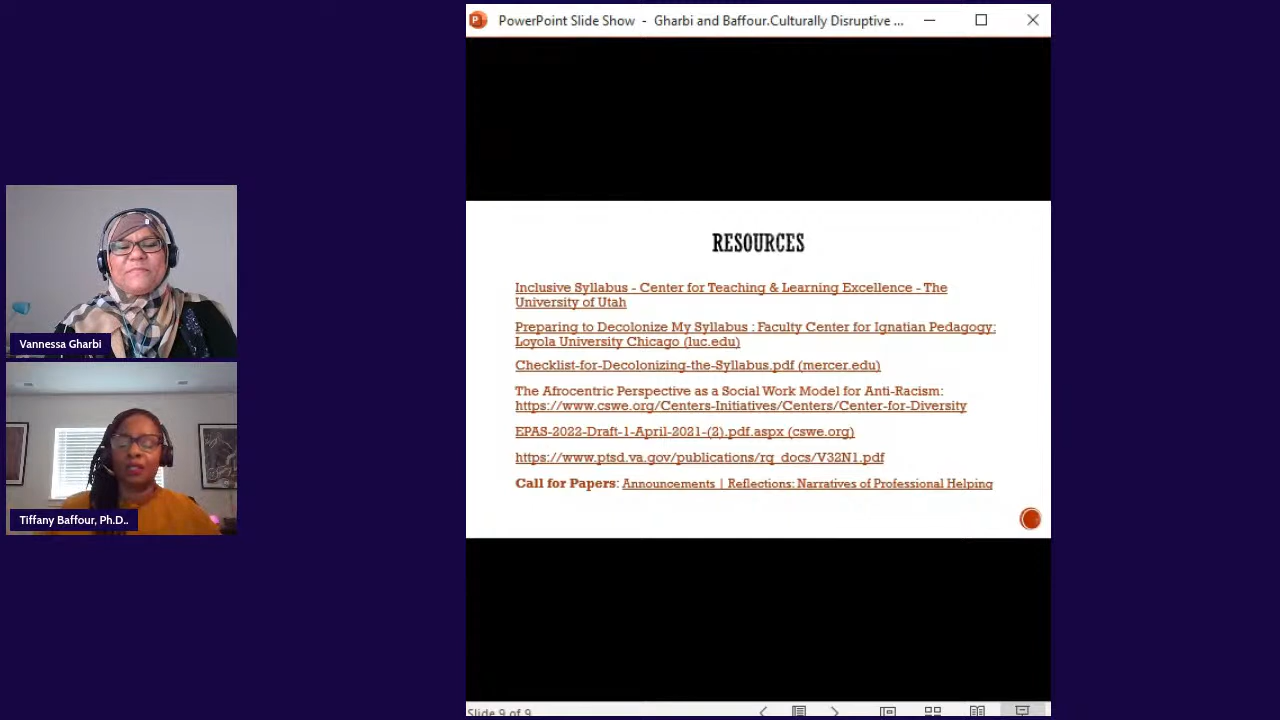 PowerPoint Slide Show - Gharbi and Baffour.Culturally Disruptive ...
Vannessa Gharbi
Tiffany Baffour, Ph.D..
RESOURCES
Inclusive Syllabus - Center for Teaching & Learning Excellence - The
University of Utah
Preparing to Decolonize My Syllabus : Faculty Center for Ignatian Pedagogy:
Loyola University Chicago (luc.edu)
Checklist-for-Decolonizing-the-Syllabus.pdf (mercer.edu)
The Afrocentric Perspective as a Social Work Model for Anti-Racism:
https://www.cswe.org/Centers-Initiatives/Centers/Center-for-Diversity
EPAS-2022-Draft-1-April-2021-(2).pdf.aspx (cswe.org)
https://www.ptsd.va.gov/publications/rq_docs/V32N1.pdf
Call for Papers: Announcements | Reflections: Narratives of Professional Helping
Slide 9 of 9